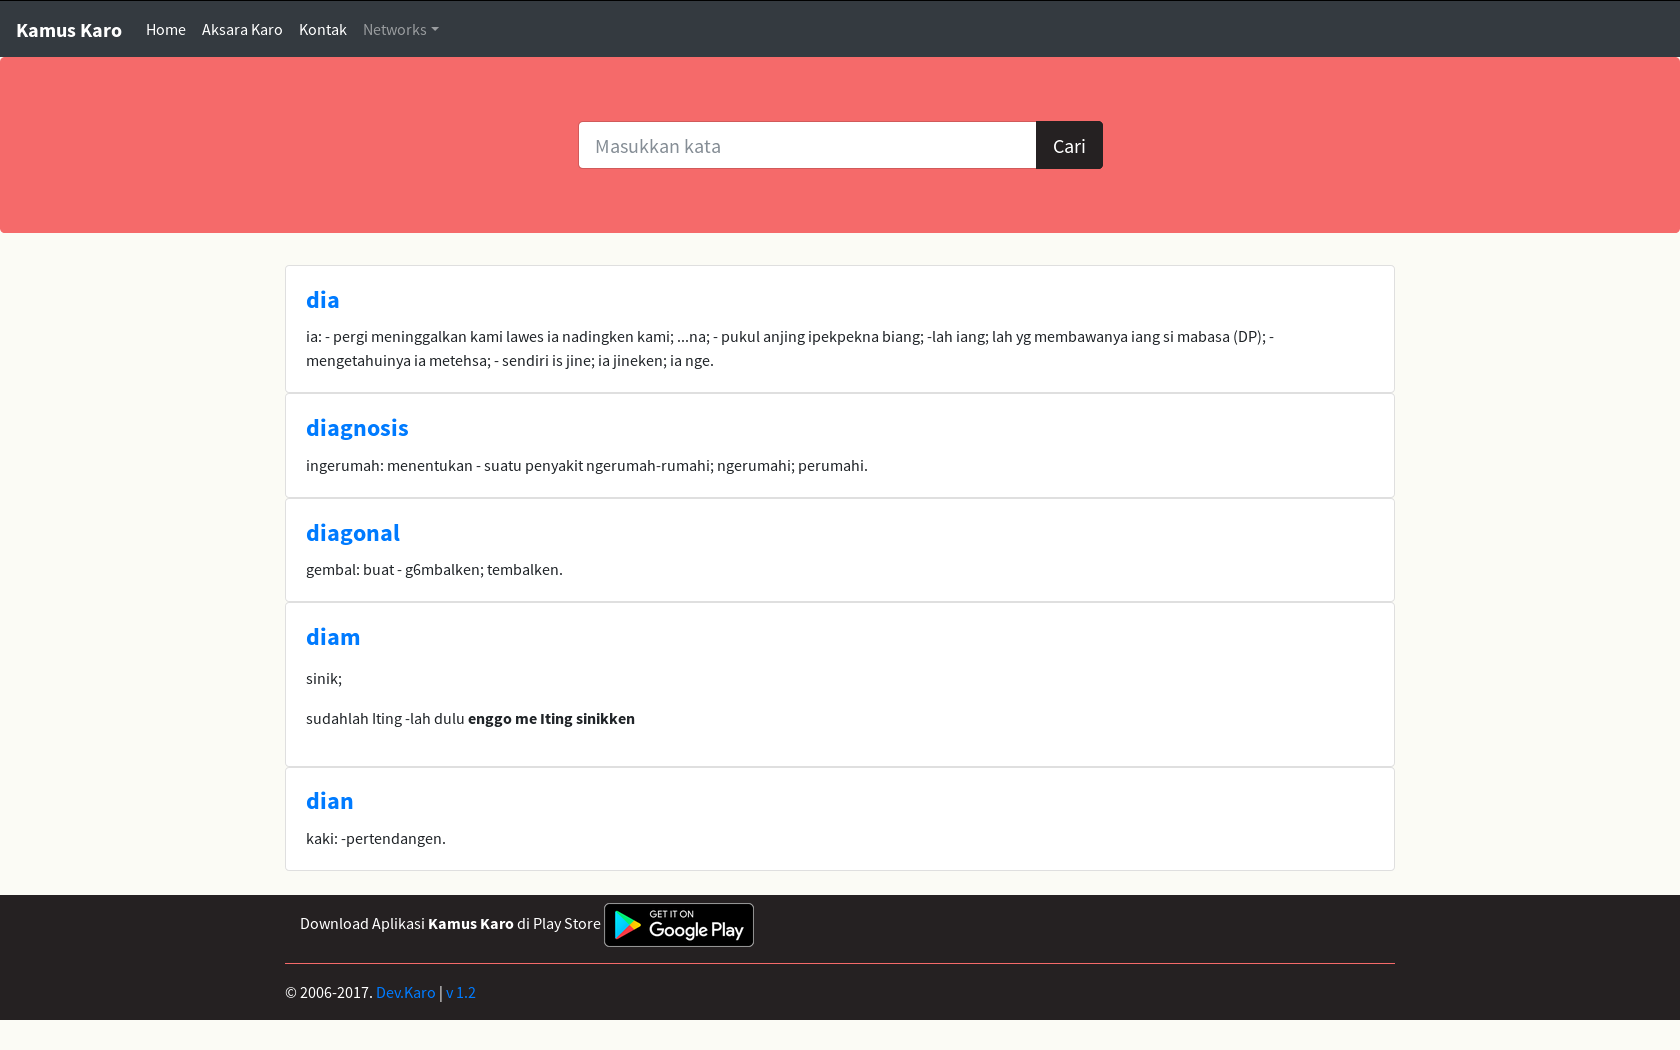 Kamus Karo Home Aksara Karo Kontak Networks
Masukkan kata Cari
dia
ia: - pergi meninggalkan kami lawes ia nadingken kami; ...na; - pukul anjing ipekpekna biang; -lah iang; lah yg membawanya iang si mabasa (DP); -
mengetahuinya ia metehsa; - sendiri is jine; ia jineken; ia nge.
diagnosis
ingerumah: menentukan - suatu penyakit ngerumah-rumahi; ngerumahi; perumahi.
diagonal
gembal: buat - g6mbalken; tembalken.
diam
sinik;
sudahlah Iting -lah dulu enggo me Iting sinikken
dian
kaki: -pertendangen.
Download Aplikasi Kamus Karo di Play Store GET IT ON Google Play
© 2006-2017. Dev.Karo | v 1.2